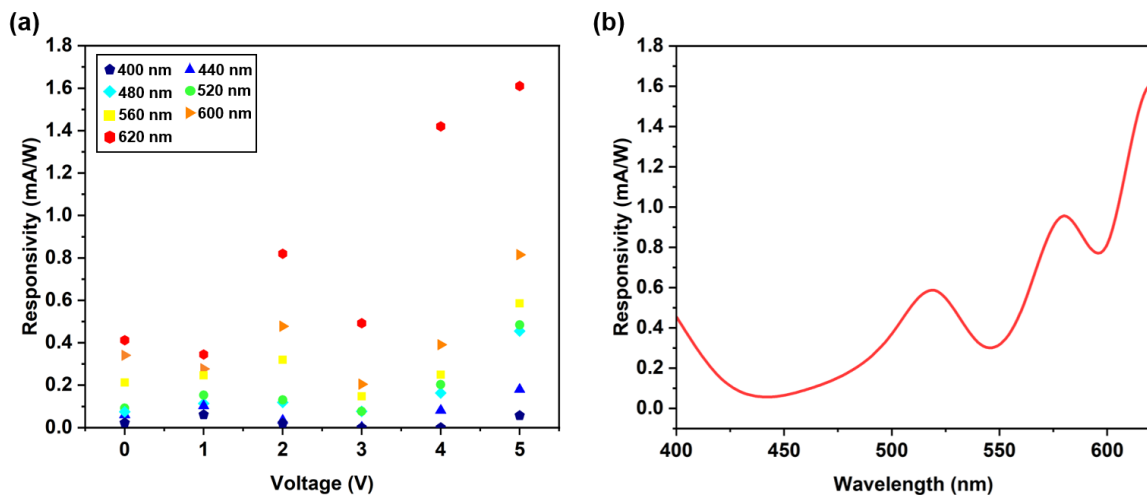 (a)
Responsivity (mA/W)
1.8
1.6
1.4
1.2
1.0
0.8
0.6
0.4
0.2
0.0
400 nm 440 nm
480 nm 520 nm
560 nm 600 nm
620 nm
0 1 2 3 4 5
Voltage (V)
(b)
Responsivity (mA/W)
1.8
1.6
1.4
1.2
1.0
0.8
0.6
0.4
0.2
0.0
400 450 500 550 600
Wavelength (nm)